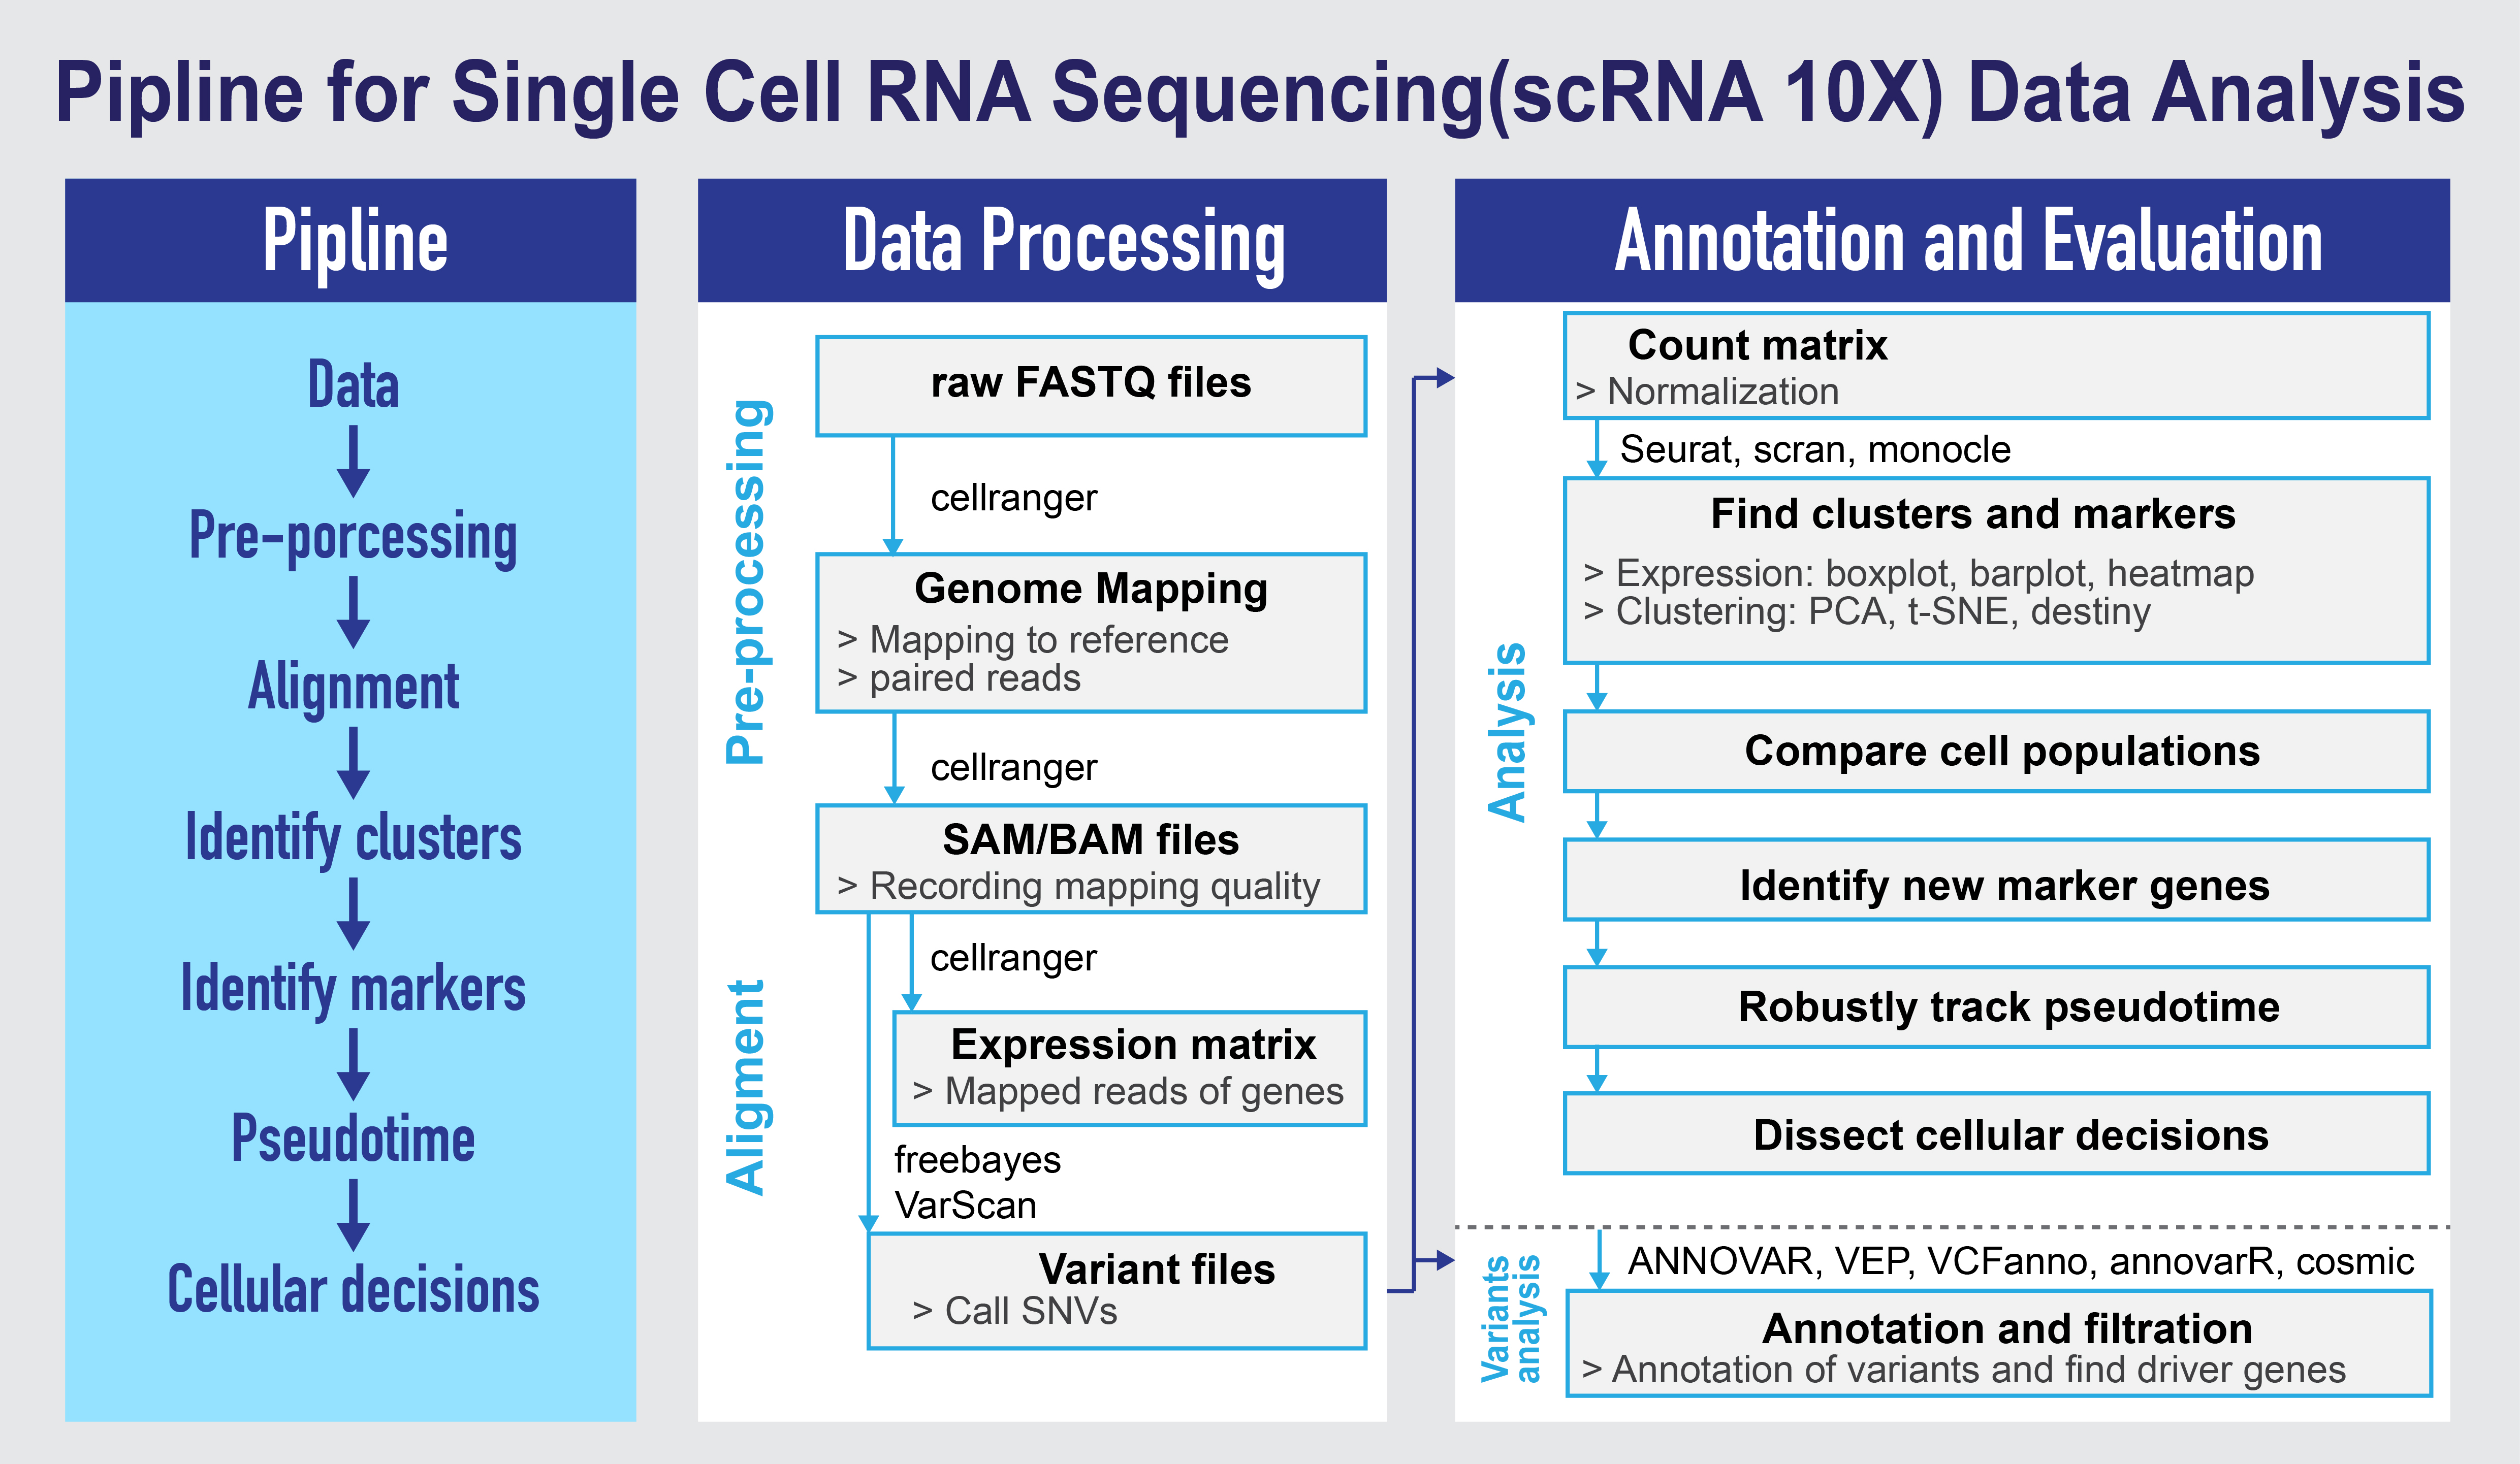 Pipline for Single Cell RNA Sequencing(scRNA 10X) Data Analysis
Pipline
Data
Pre-porcessing
Alignment
Identify clusters
Identify markers
Pseudotime
Cellular decisions
Data Processing
Pre-processing
raw FASTQ files
cellranger
Genome Mapping
> Mapping to reference
> paired reads
cellranger
Aligment
SAM/BAM files
> Recording mapping quality
cellranger
Expression matrix
> Mapped reads of genes
freebayes
VarScan
Variant files
> Call SNVs
Annotation and Evaluation
Analysis
Count matrix
> Normalization
Seurat, scran, monocle
Find clusters and markers
> Expression: boxplot, barplot, heatmap
> Clustering: PCA, t-SNE, destiny
Compare cell populations
Identify new marker genes
Robustly track pseudotime
Dissect cellular decisions
Variants
analysis
ANNOVAR, VEP, VCFanno, annovarR, cosmic
Annotation and filtration
> Annotation of variants and find driver genes